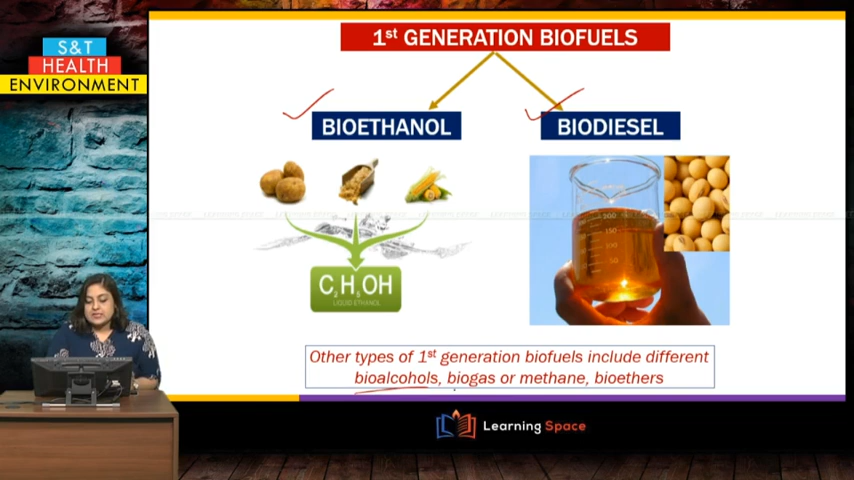 S&T
HEALTH
ENVIRONMENT
1st GENERATION BIOFUELS
BIOETHANOL
BIODIESEL
C2H5OH
LIQUID ETHANOL
Other types of 1st generation biofuels include different
bioalcohols, biogas or methane, bioethers
Learning Space